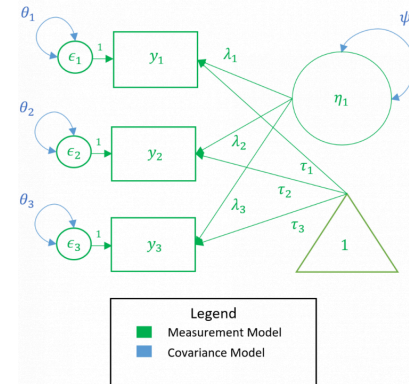 θ₁
ψ
ϵ₁
1
y₁
λ₁
η₁
θ₂
ϵ₂
1
y₂
λ₂
τ₁
τ₂
θ₃
ϵ₃
1
y₃
λ₃
τ₃
1
Legend
Measurement Model
Covariance Model